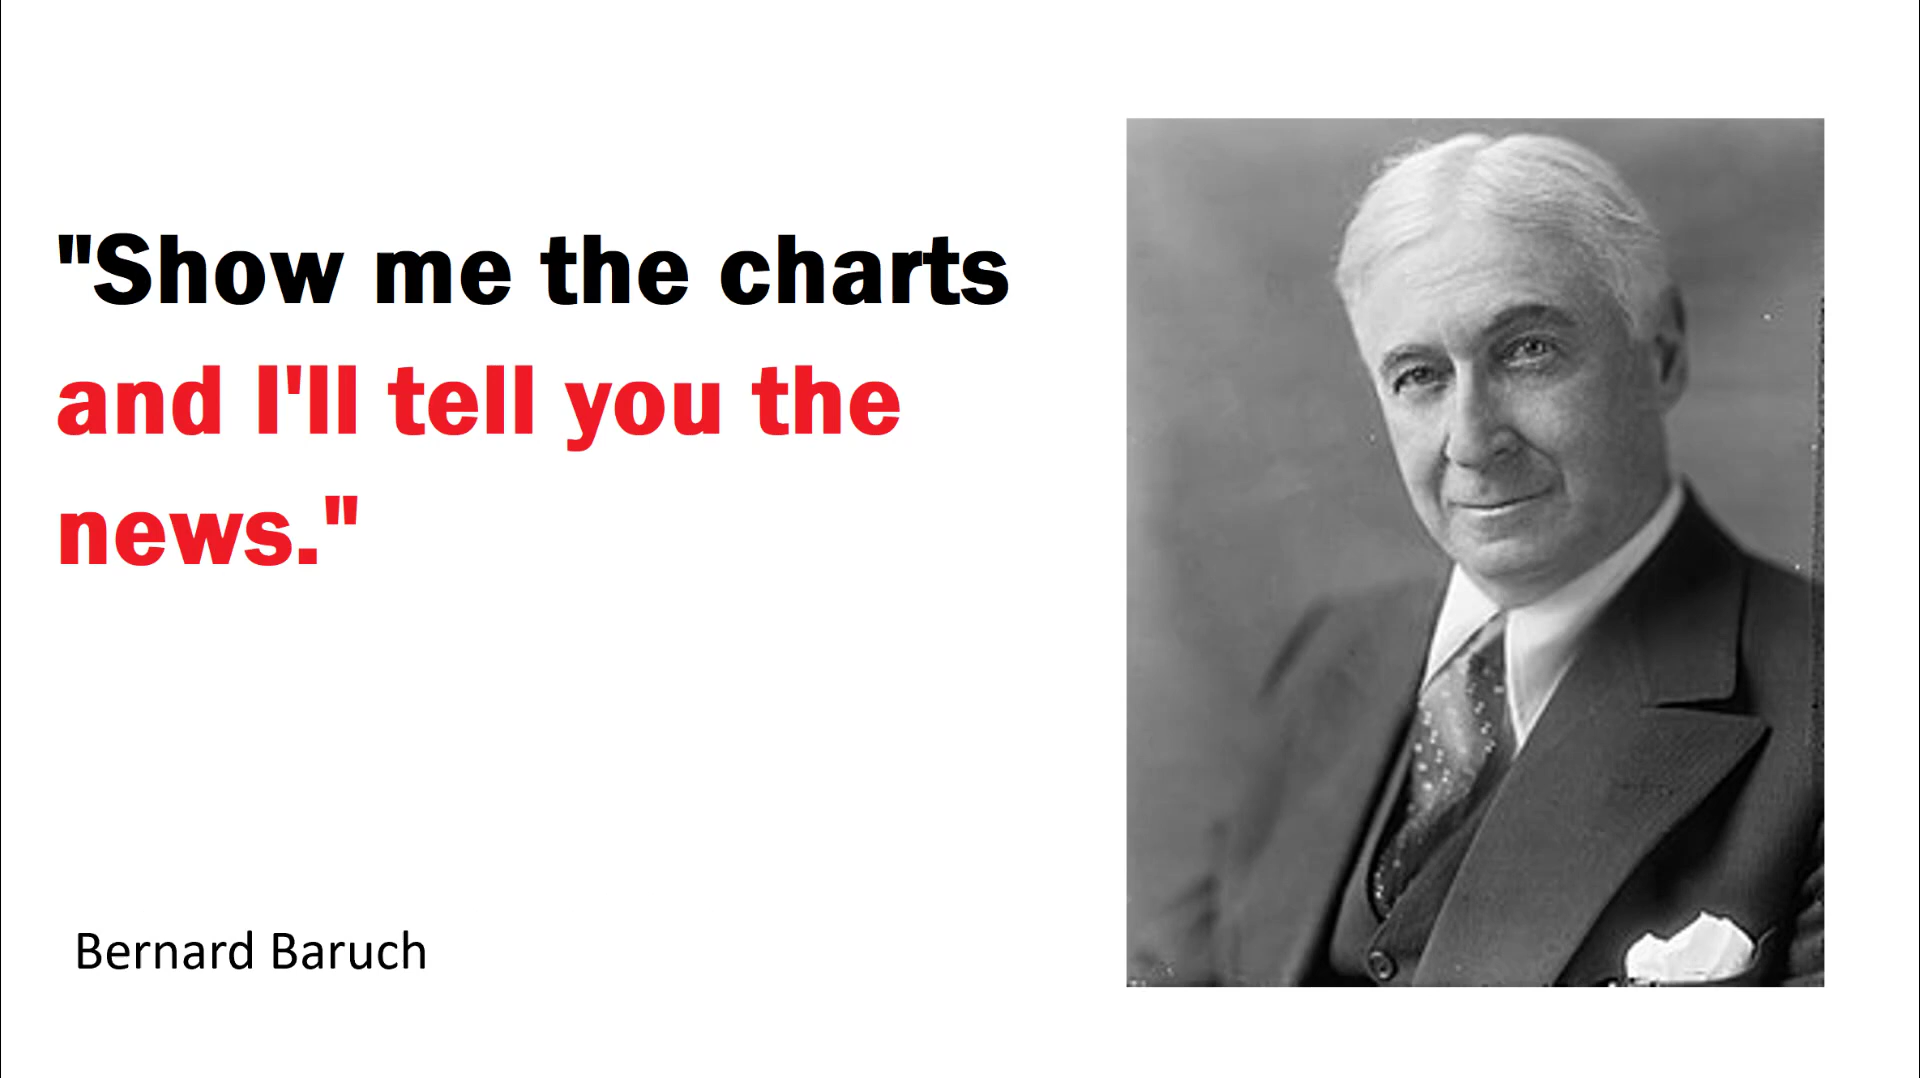 "Show me the charts
and I'll tell you the
news."
Bernard Baruch